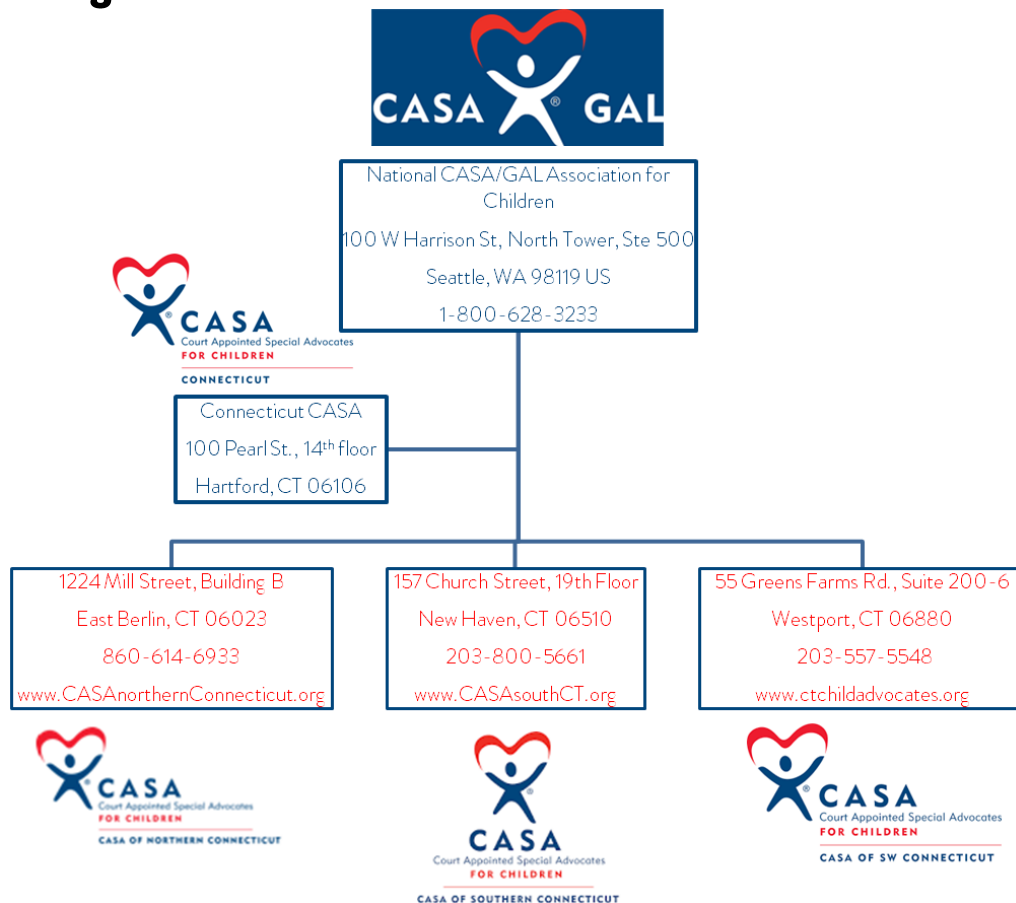 CASA ® GAL
National CASA/GAL Association for
Children
100 W Harrison St, North Tower, Ste 500
Seattle, WA 98119 US
1-800-628-3233
® CASA
Court Appointed Special Advocates
FOR CHILDREN
CONNECTICUT
Connecticut CASA
100 Pearl St., 14th floor
Hartford, CT 06106
1224 Mill Street, Building B
East Berlin, CT 06023
860-614-6933
www.CASAnorthernConnecticut.org
157 Church Street, 19th Floor
New Haven, CT 06510
203-800-5661
www.CASAsouthCT.org
55 Greens Farms Rd., Suite 200-6
Westport, CT 06880
203-557-5548
www.ctchildadvocates.org
® CASA
Court Appointed Special Advocates
FOR CHILDREN
CASA OF NORTHERN CONNECTICUT
®
CASA
Court Appointed Special Advocates
FOR CHILDREN
CASA OF SOUTHERN CONNECTICUT
® CASA
Court Appointed Special Advocates
FOR CHILDREN
CASA OF SW CONNECTICUT